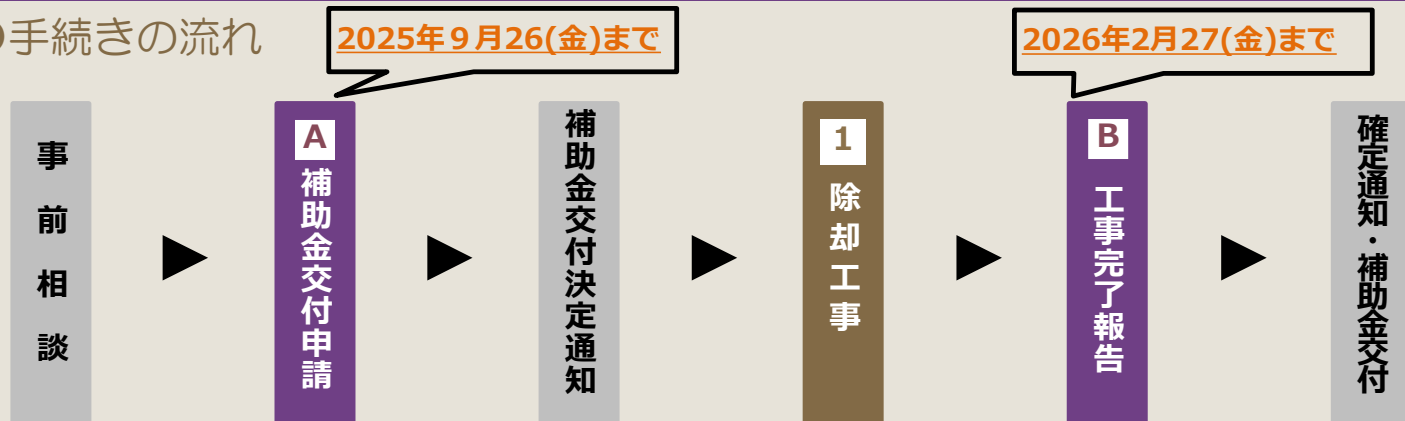 手続きの流れ
2025年９月26(金)まで
2026年2月27(金)まで
事前相談
A
補助金交付申請
補助金交付決定通知
1
除却工事
B
工事完了報告
確定通知・補助金交付